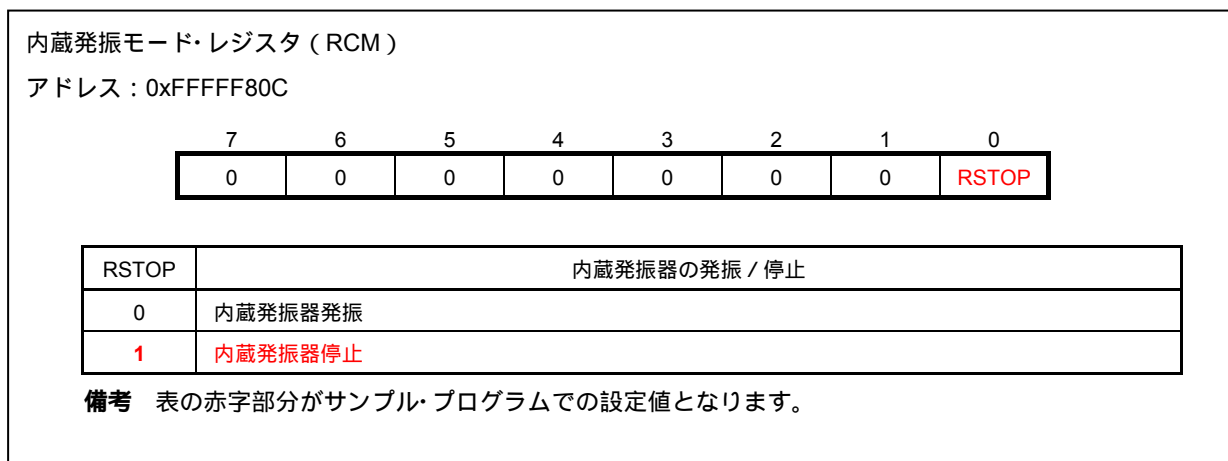 内蔵発振モード・レジスタ(RCM)
アドレス:0xFFFFF80C
7 6 5 4 3 2 1 0
0 0 0 0 0 0 0 RSTOP
RSTOP 内蔵発振器の発振/停止
0 内蔵発振器発振
1 内蔵発振器停止
備考 表の赤字部分がサンプル・プログラムでの設定値となります。